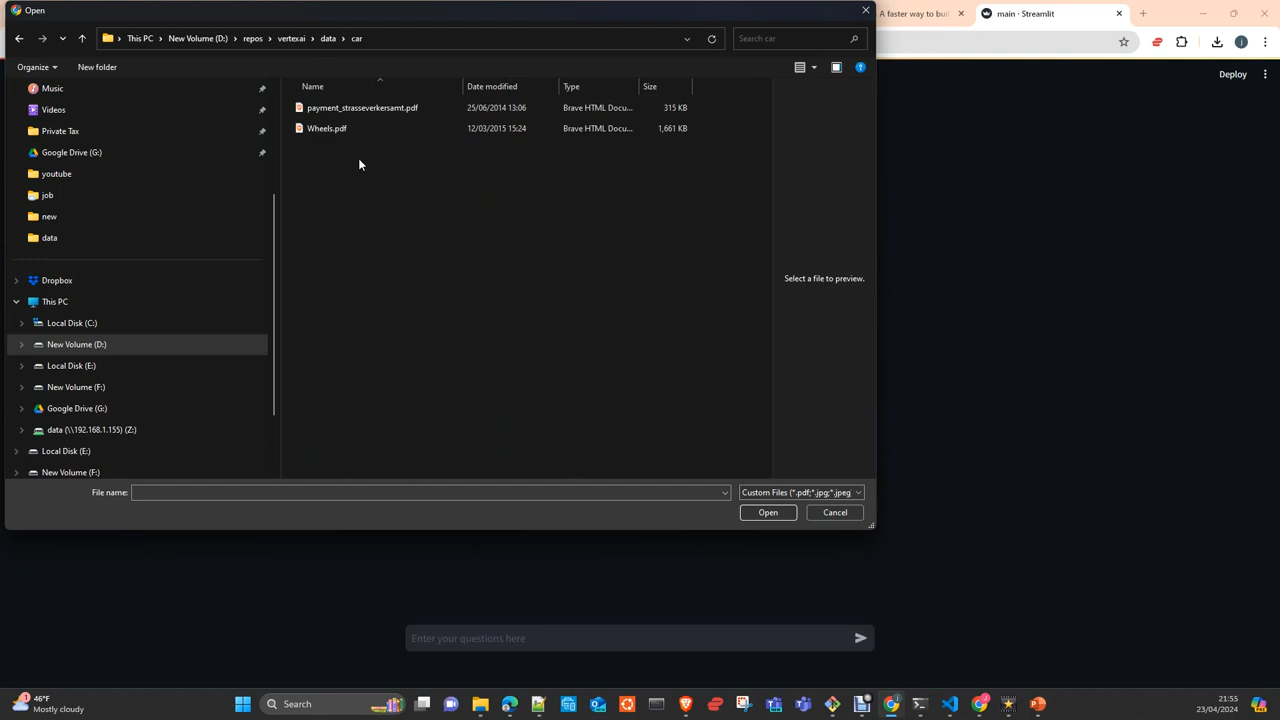 Open
A faster way to bui
main · Streamlit
This PC > New Volume (D:) > repos > vertexai > data > car
Search car
Organize
New folder
Deploy
Name Date modified Type Size
payment_strasseverkersamt.pdf 25/06/2014 13:06 Brave HTML Docu... 315 KB
Wheels.pdf 12/03/2015 15:24 Brave HTML Docu... 1,661 KB
Music
Videos
Private Tax
Google Drive (G:)
youtube
job
new
data
Dropbox
This PC
Local Disk (C:)
New Volume (D:)
Local Disk (E:)
New Volume (F:)
Google Drive (G:)
data (\\192.168.1.155) (Z:)
Local Disk (E:)
New Volume (F:)
Select a file to preview.
File name:
Custom Files (*.pdf;*.jpg;*.jpeg
Open
Cancel
Enter your questions here
1
46°F
Mostly cloudy
Search
21:55
23/04/2024